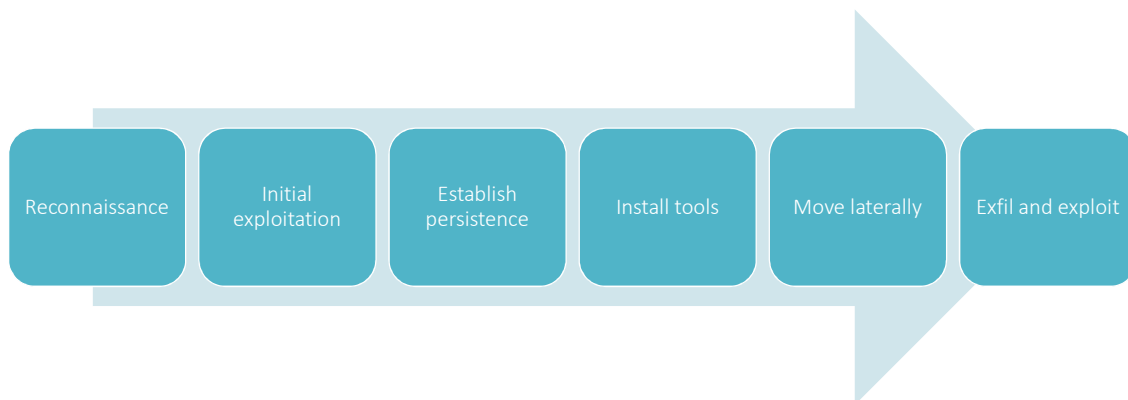 Reconnaissance
Initial
exploitation
Establish
persistence
Install tools
Move laterally
Exfil and exploit